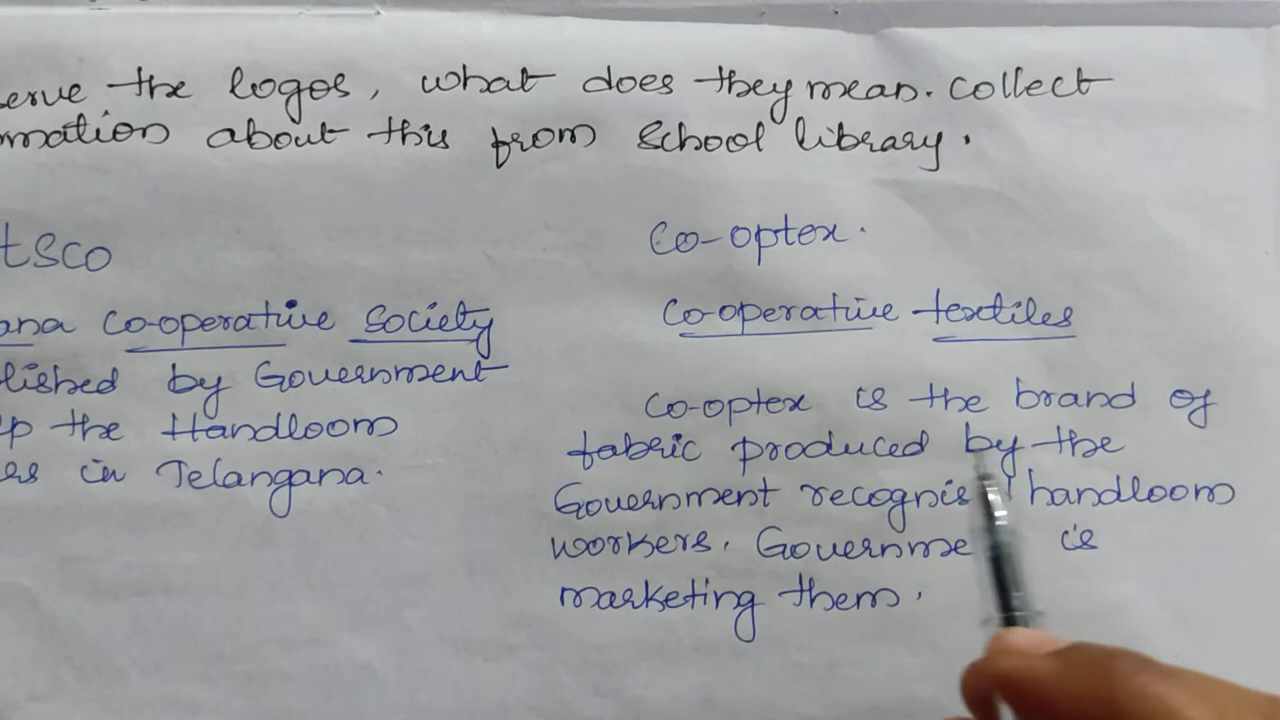 erve the logos, what does they mean. collect
mation about this from School library.
tSCO
ana Co-operative Society
lished by Government
p the Handloom
ers in Telangana.
Co-optex.
Co-operative textiles
Co-optex is the brand of
fabric produced by the
Government recognis handloom
workers. Governme is
marketing them.